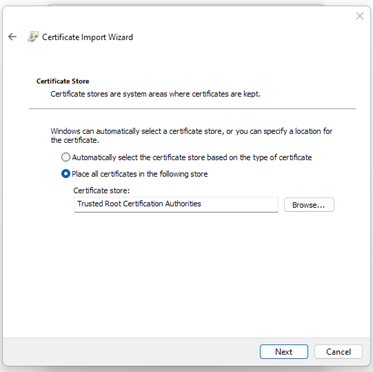 Certificate Import Wizard
Certificate Store
Certificate stores are system areas where certificates are kept.
Windows can automatically select a certificate store, or you can specify a location for
the certificate.
Automatically select the certificate store based on the type of certificate
Place all certificates in the following store
Certificate store:
Trusted Root Certification Authorities
Browse...
Next
Cancel